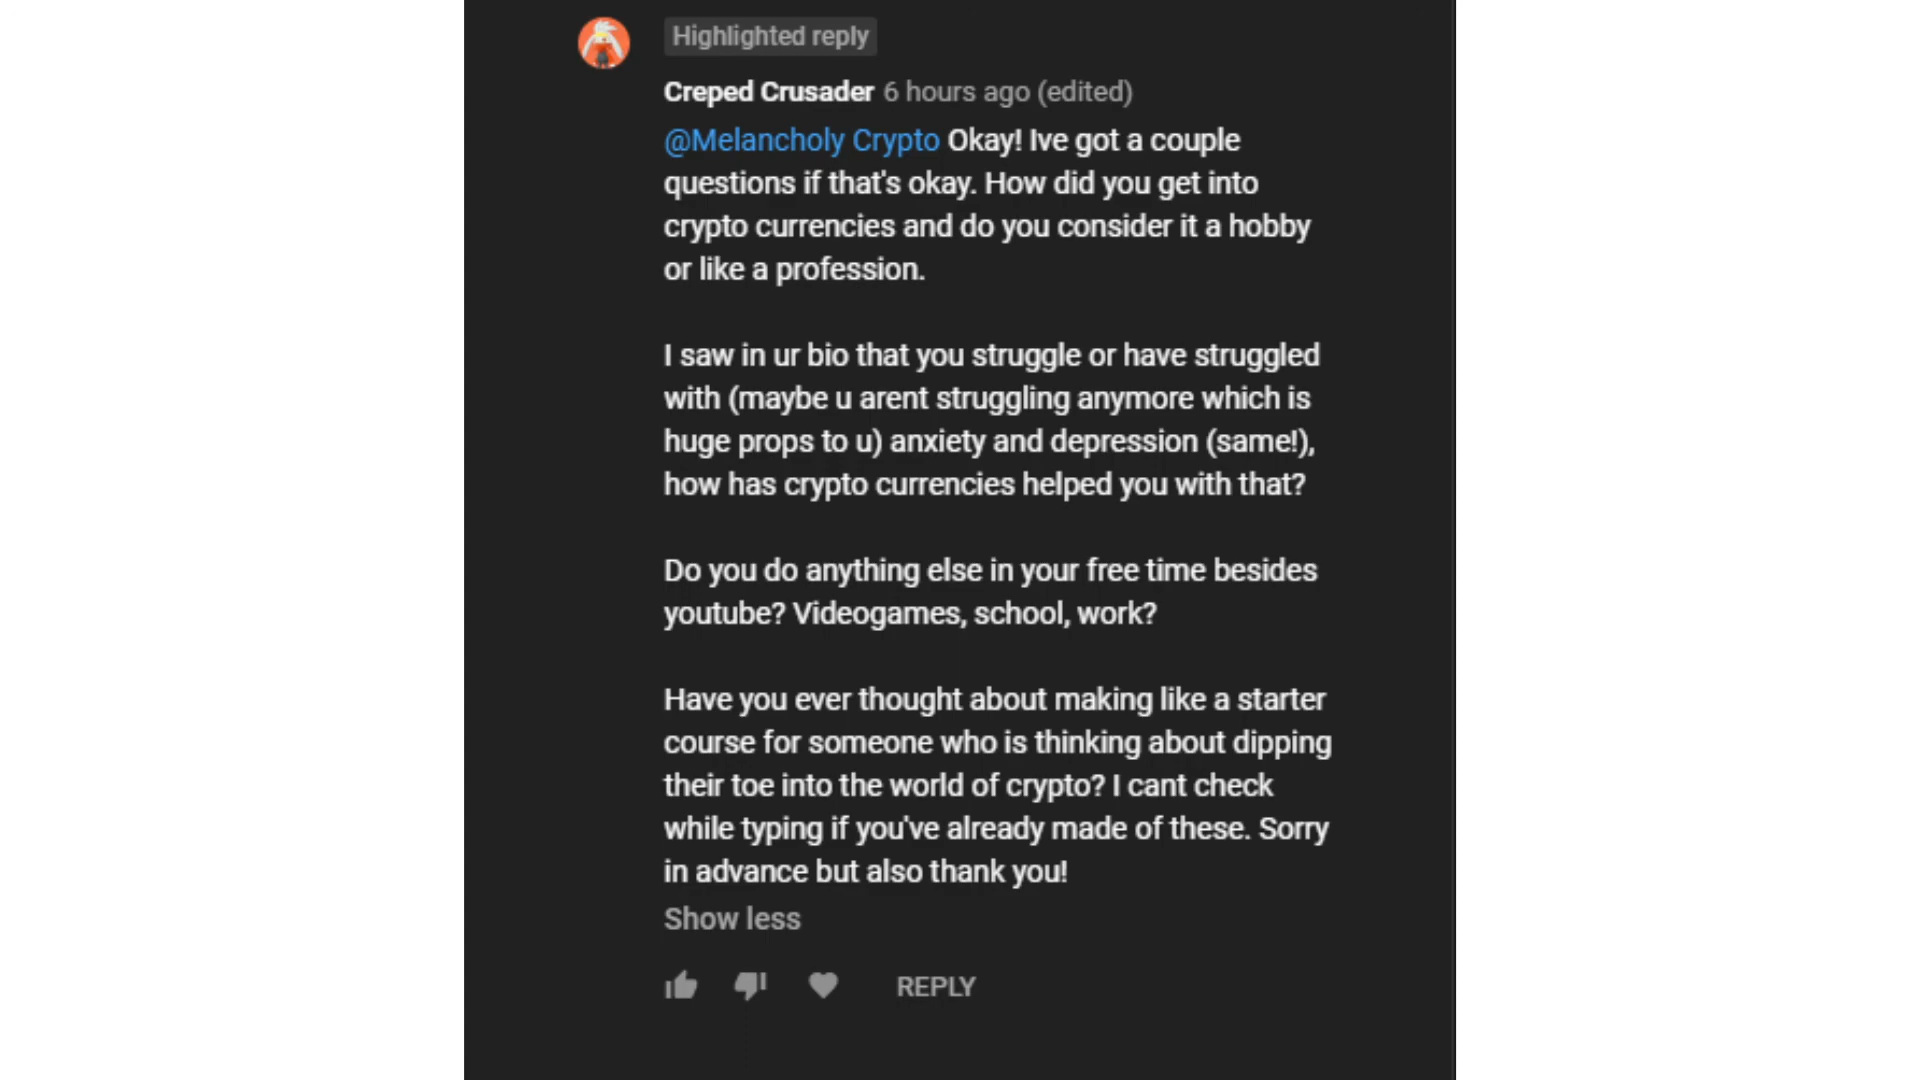 Highlighted reply
Creped Crusader 6 hours ago (edited)
@Melancholy Crypto Okay! Ive got a couple
questions if that's okay. How did you get into
crypto currencies and do you consider it a hobby
or like a profession.
I saw in ur bio that you struggle or have struggled
with (maybe u arent struggling anymore which is
huge props to u) anxiety and depression (same!),
how has crypto currencies helped you with that?
Do you do anything else in your free time besides
youtube? Videogames, school, work?
Have you ever thought about making like a starter
course for someone who is thinking about dipping
their toe into the world of crypto? I cant check
while typing if you've already made of these. Sorry
in advance but also thank you!
Show less
REPLY